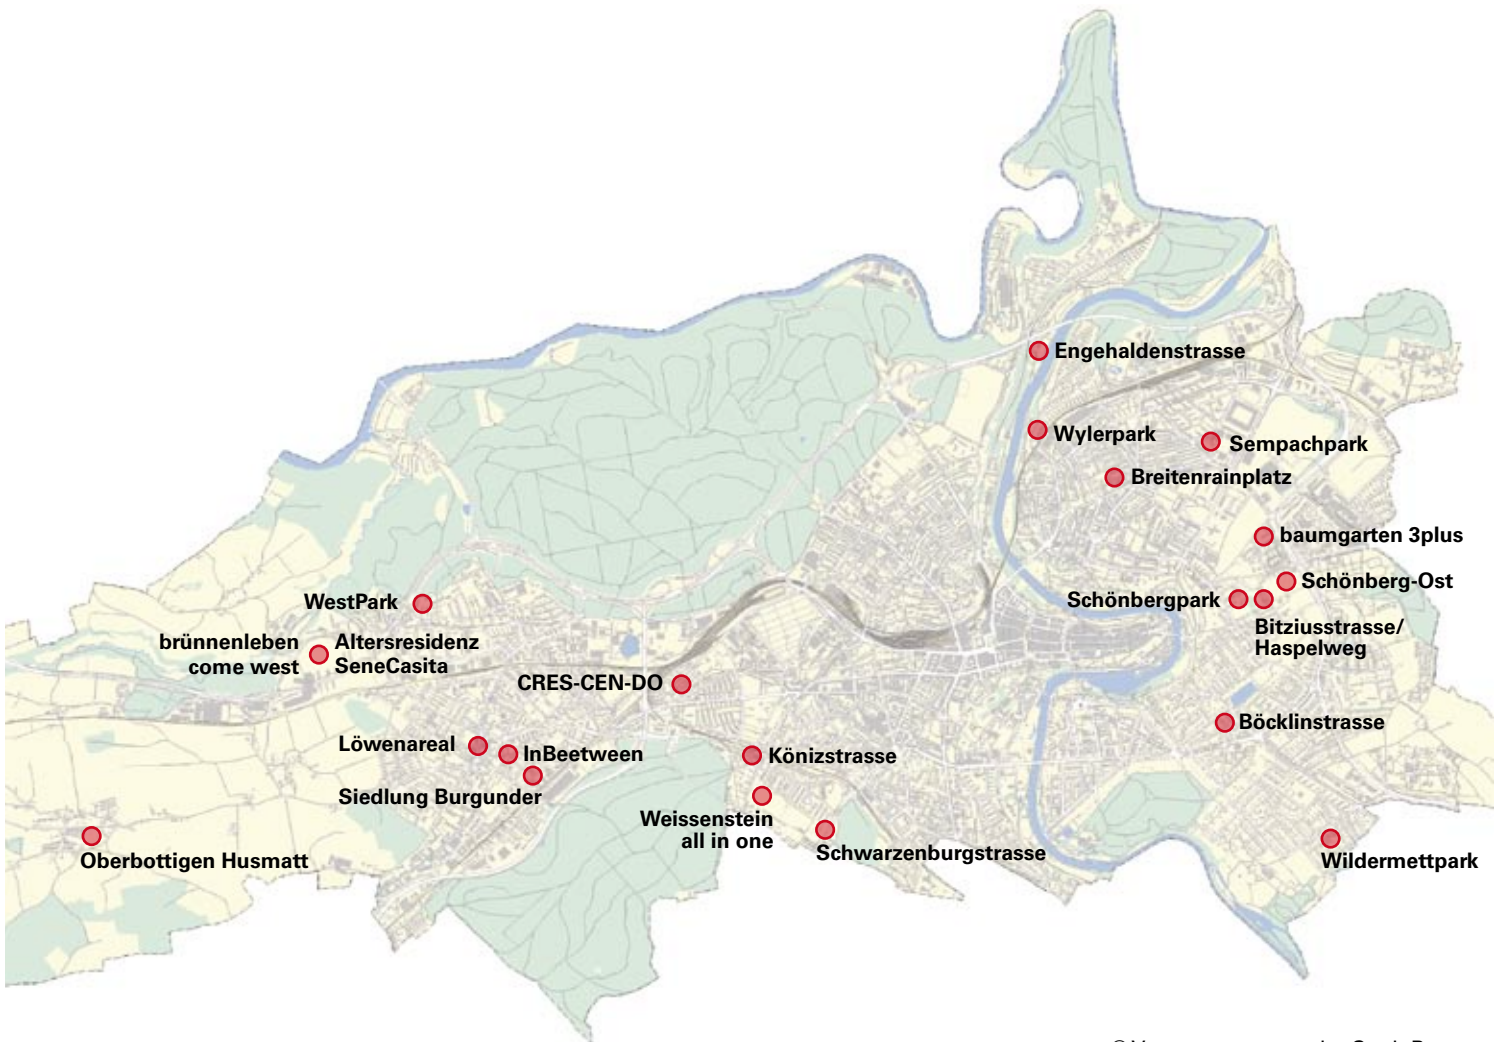 Engehaldenstrasse
Wylerpark
Sempachpark
Breitenrainplatz
baumgarten 3plus
Schönberg-Ost
Schönbergpark
Bitziusstrasse/
Haspelweg
WestPark
brünnenleben
come west
Altersresidenz
SeneCasita
CRES-CEN-DO
Böcklinstrasse
Löwenareal
InBeetween
Könizstrasse
Siedlung Burgunder
Weissenstein
all in one
Schwarzenburgstrasse
Oberbottigen Husmatt
Wildermettpark